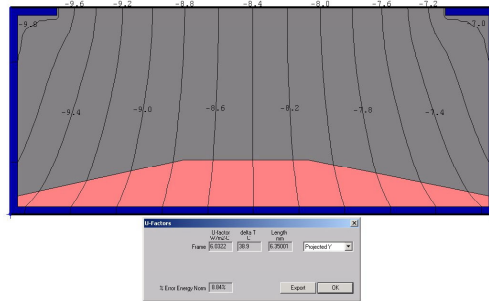 -9.6 -9.2 -8.8 -8.4 -8.0 -7.6 -7.2
-9.8 -7.0
-9.4 -9.0 -8.6 -8.2 -7.8 -7.4
U-Factors
U-factor delta T Length
W/m2-C C mm
Frame 6.0322 38.9 6.35001 Projected Y
% Error Energy Norm 8.84% Export OK